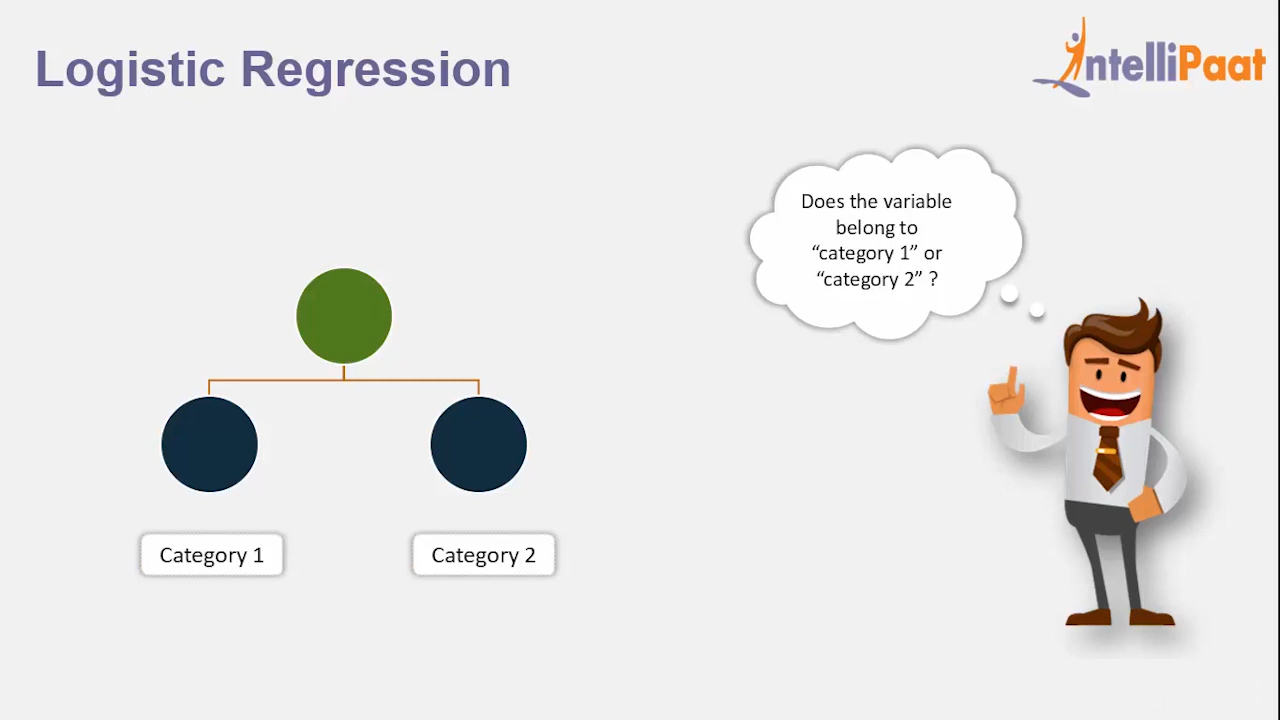 Logistic Regression
IntelliPaat
Does the variable
belong to
“category 1” or
“category 2” ?
Category 1
Category 2